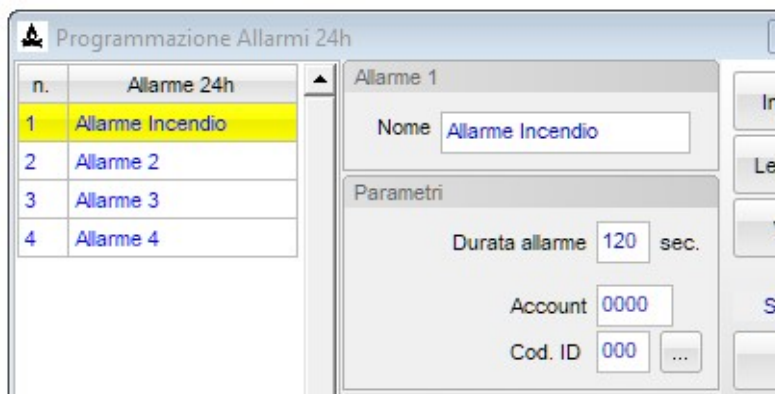 Programmazione Allarmi 24h
n. Allarme 24h
1 Allarme Incendio
2 Allarme 2
3 Allarme 3
4 Allarme 4
Allarme 1
Nome Allarme Incendio
Parametri
Durata allarme 120 sec.
Account 0000
Cod. ID 000 ...